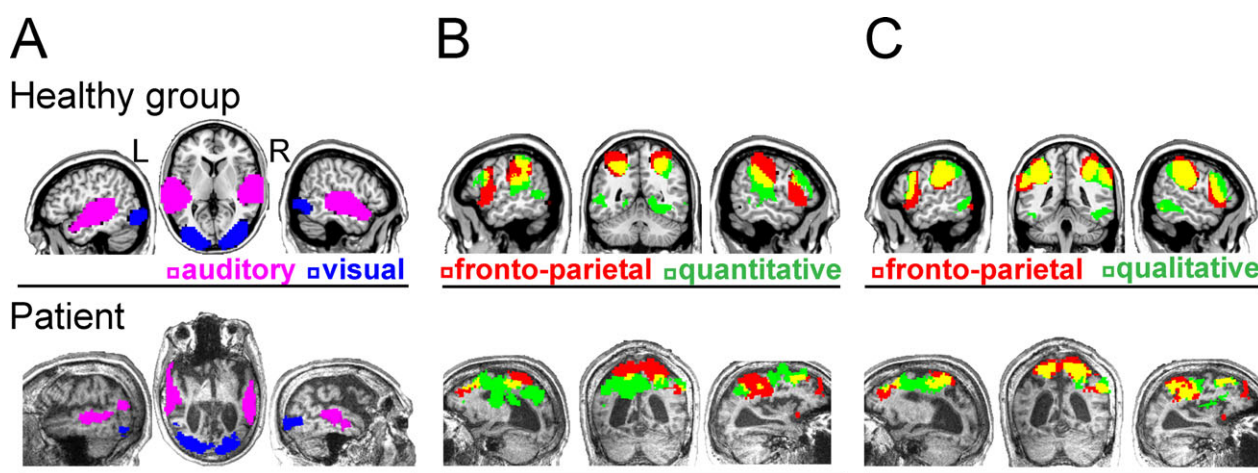 A B C
Healthy group
L R
▫auditory ▫visual ▫fronto-parietal ▫quantitative ▫fronto-parietal ▫qualitative
Patient